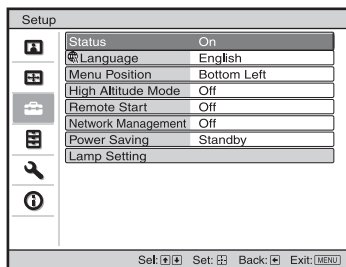 Setup
Status On
Language English
Menu Position Bottom Left
High Altitude Mode Off
Remote Start Off
Network Management Off
Power Saving Standby
Lamp Setting
Sel: Set: Back: Exit: MENU